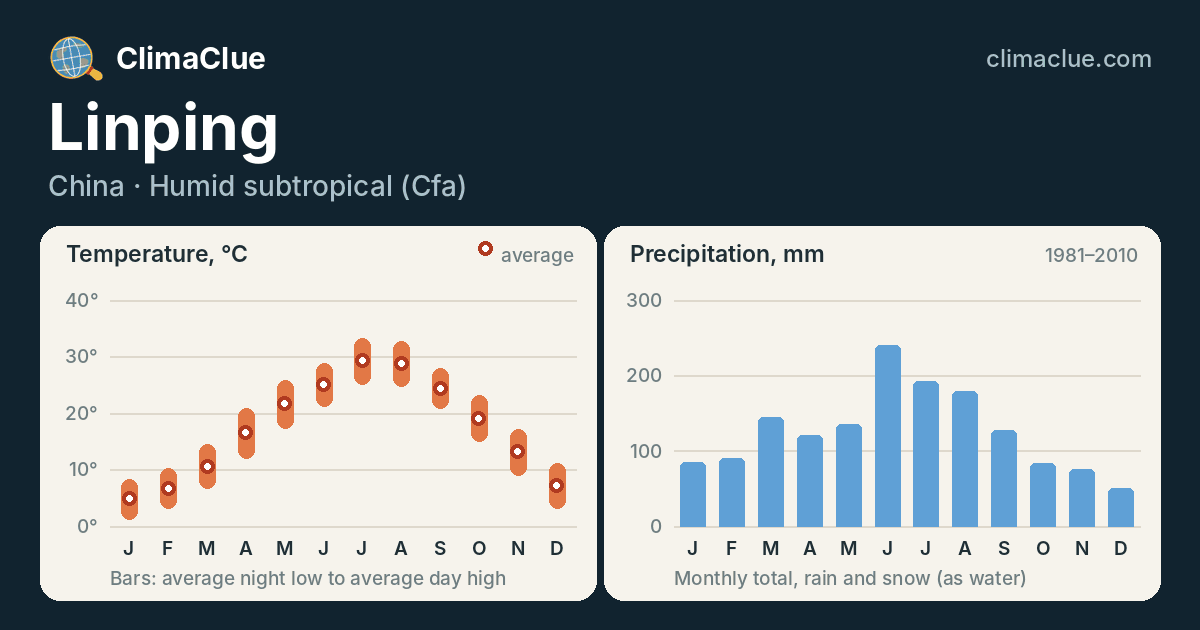 ClimaClue
climaclue.com
Linping
China · Humid subtropical (Cfa)
Temperature, °C
average
40°
30°
20°
10°
0°
J F M A M J J A S O N D
Bars: average night low to average day high
Precipitation, mm
1981–2010
300
200
100
0
J F M A M J J A S O N D
Monthly total, rain and snow (as water)